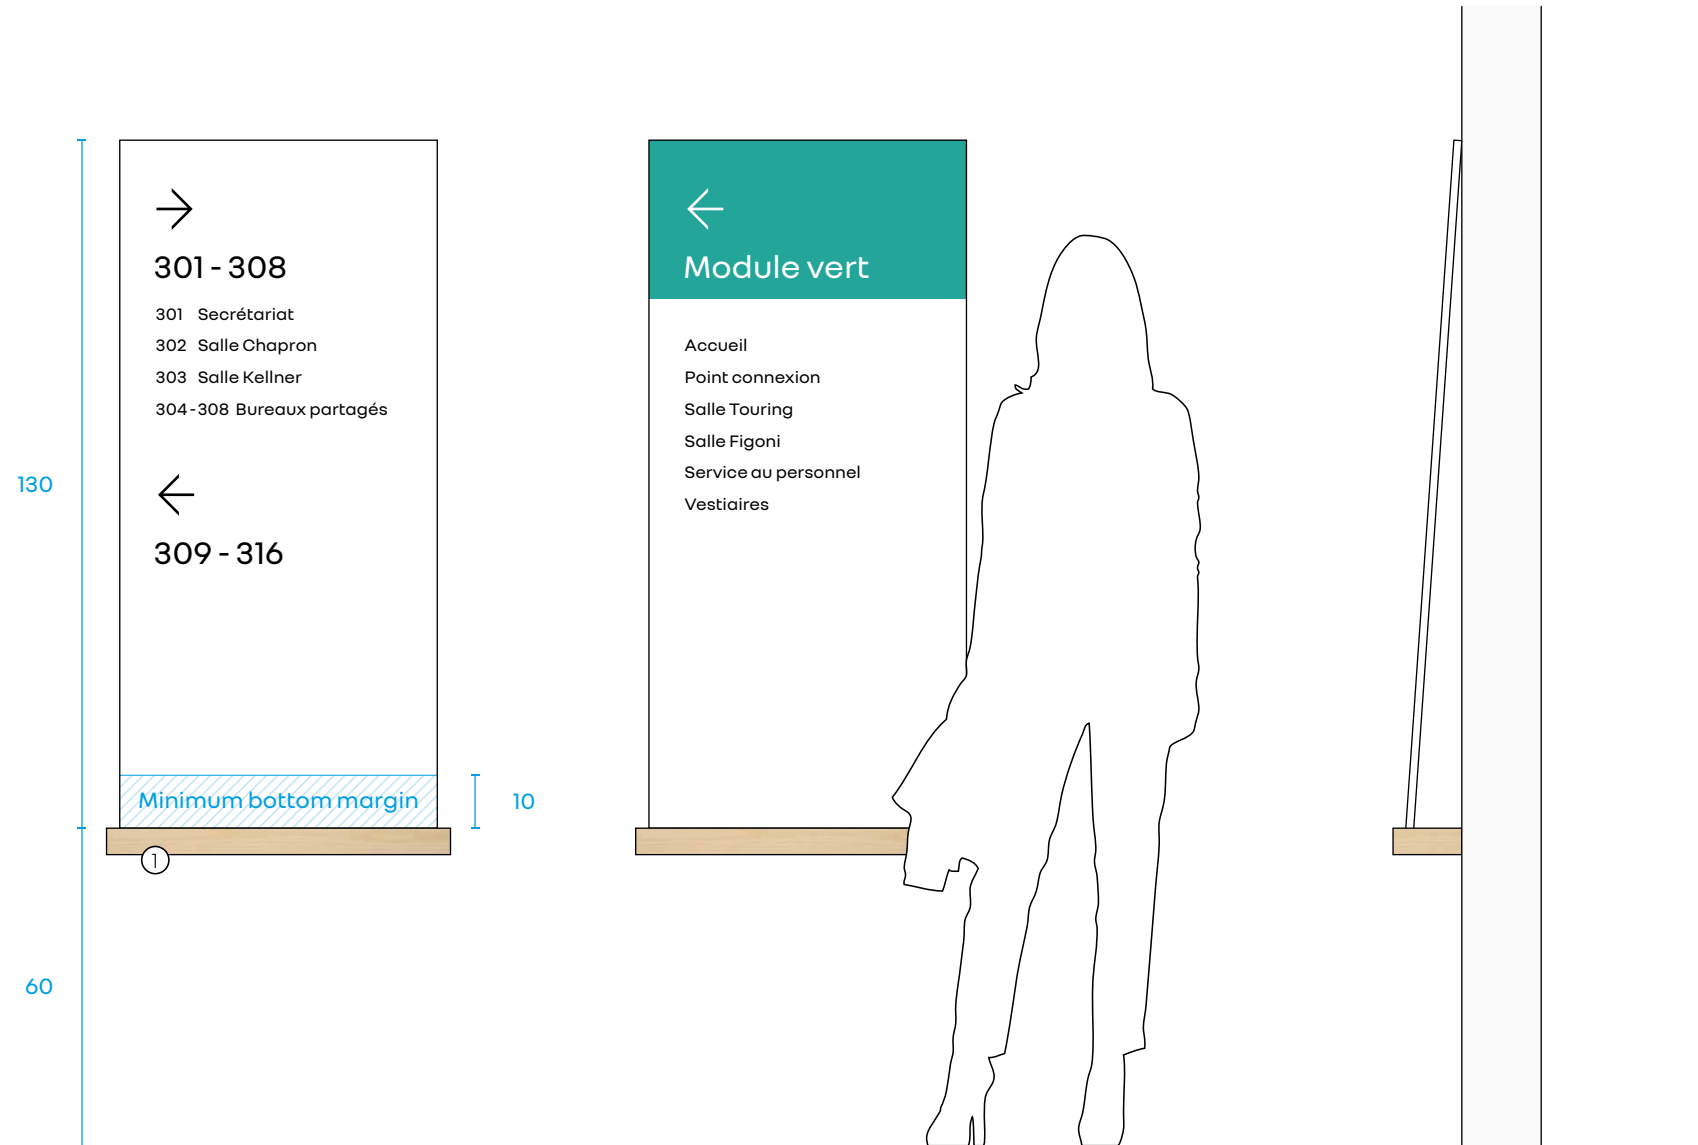 301 - 308
301 Secrétariat
302 Salle Chapron
303 Salle Kellner
304-308 Bureaux partagés
309 - 316
Minimum bottom margin
1
130
60
10
Module vert
Accueil
Point connexion
Salle Touring
Salle Figoni
Service au personnel
Vestiaires